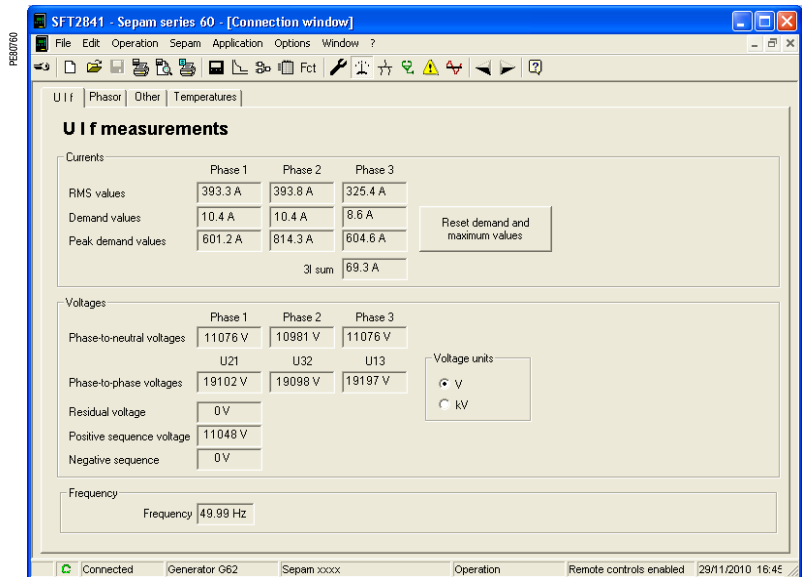 PE80760
SFT2841 - Sepam series 60 - [Connection window]
File Edit Operation Sepam Application Options Window ?
Fct
U I f Phasor Other Temperatures
U I f measurements
Currents
Phase 1 Phase 2 Phase 3
RMS values 393.3 A 393.8 A 325.4 A
Demand values 10.4 A 10.4 A 8.6 A
Peak demand values 601.2 A 814.3 A 604.6 A
Reset demand and
maximum values
3I sum 69.3 A
Voltages
Phase 1 Phase 2 Phase 3
Phase-to-neutral voltages 11076 V 10981 V 11076 V
U21 U32 U13
Phase-to-phase voltages 19102 V 19098 V 19197 V
Voltage units
V
kV
Residual voltage 0 V
Positive sequence voltage 11048 V
Negative sequence 0 V
Frequency
Frequency 49.99 Hz
Connected Generator G62 Sepam xxxx Operation Remote controls enabled 29/11/2010 16:45